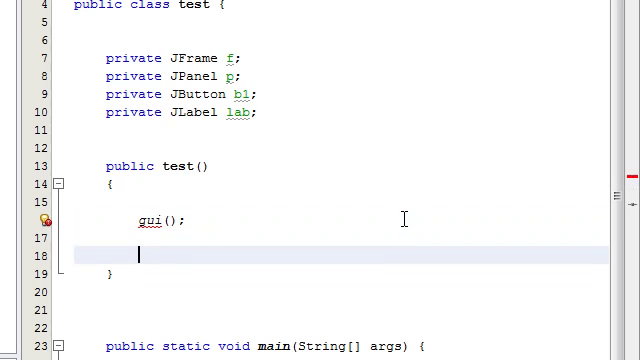 4 public class test {
5
6
7 private JFrame f;
8 private JPanel p;
9 private JButton b1;
10 private JLabel lab;
11
12
13 public test()
14 {
15
gui();
17
18
19 }
20
21
22
23 public static void main(String[] args) {